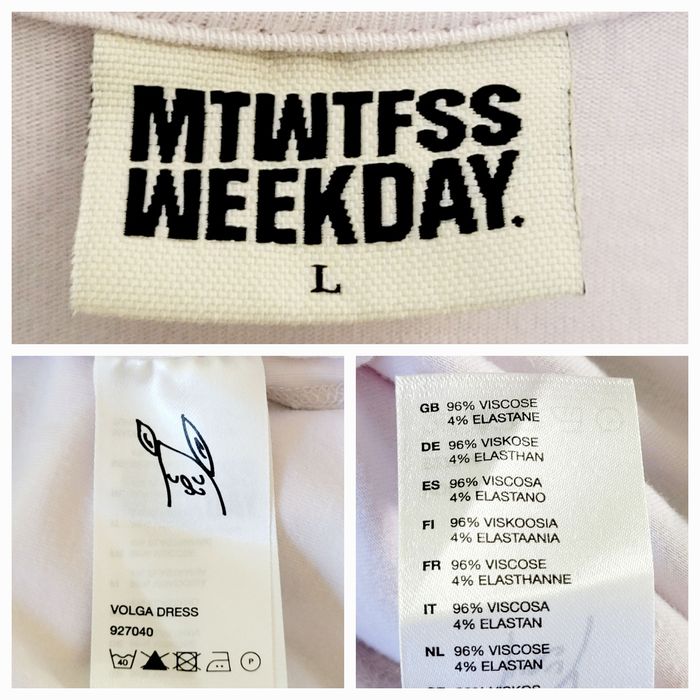 MTWTFSS
WEEKDAY.
L
VOLGA DRESS
927040
40
P
GB 96% VISCOSE
4% ELASTANE
DE 96% VISKOSE
4% ELASTHAN
ES 96% VISCOSA
4% ELASTANO
FI 96% VISKOOSIA
4% ELASTAANIA
FR 96% VISCOSE
4% ELASTHANNE
IT 96% VISCOSA
4% ELASTAN
NL 96% VISCOSE
4% ELASTAN